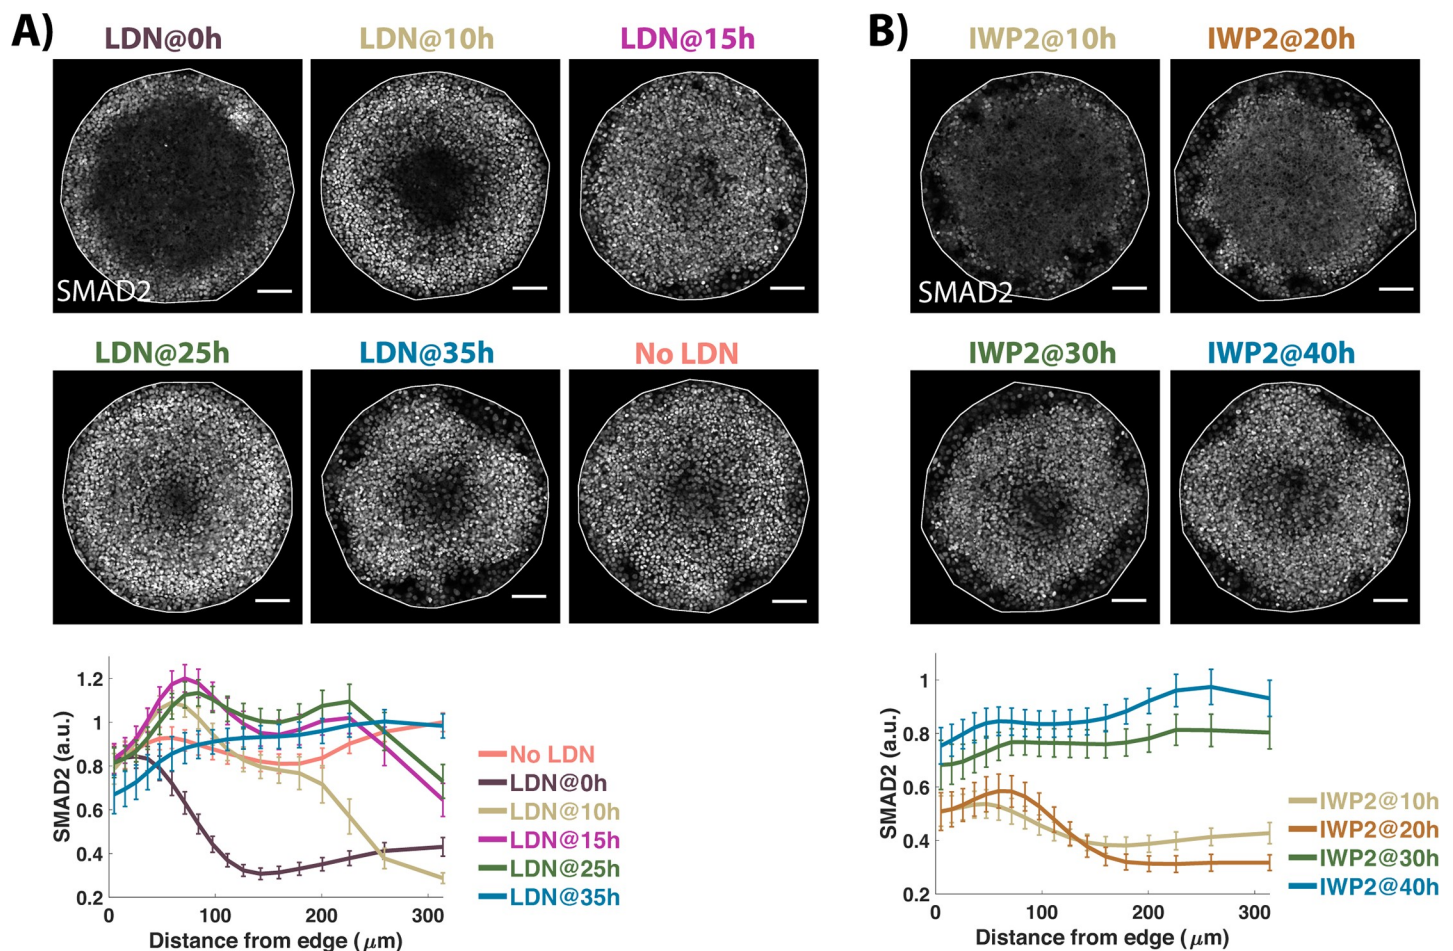 A)
LDN@0h
LDN@10h
LDN@15h
SMAD2
LDN@25h
LDN@35h
No LDN
1.2
1
0.8
0.6
0.4
0.2
SMAD2 (a.u.)
0
100
200
300
Distance from edge (μm)
No LDN
LDN@0h
LDN@10h
LDN@15h
LDN@25h
LDN@35h
B)
IWP2@10h
IWP2@20h
SMAD2
IWP2@30h
IWP2@40h
1
0.8
0.6
0.4
0.2
SMAD2 (a.u.)
0
100
200
300
Distance from edge (μm)
IWP2@10h
IWP2@20h
IWP2@30h
IWP2@40h